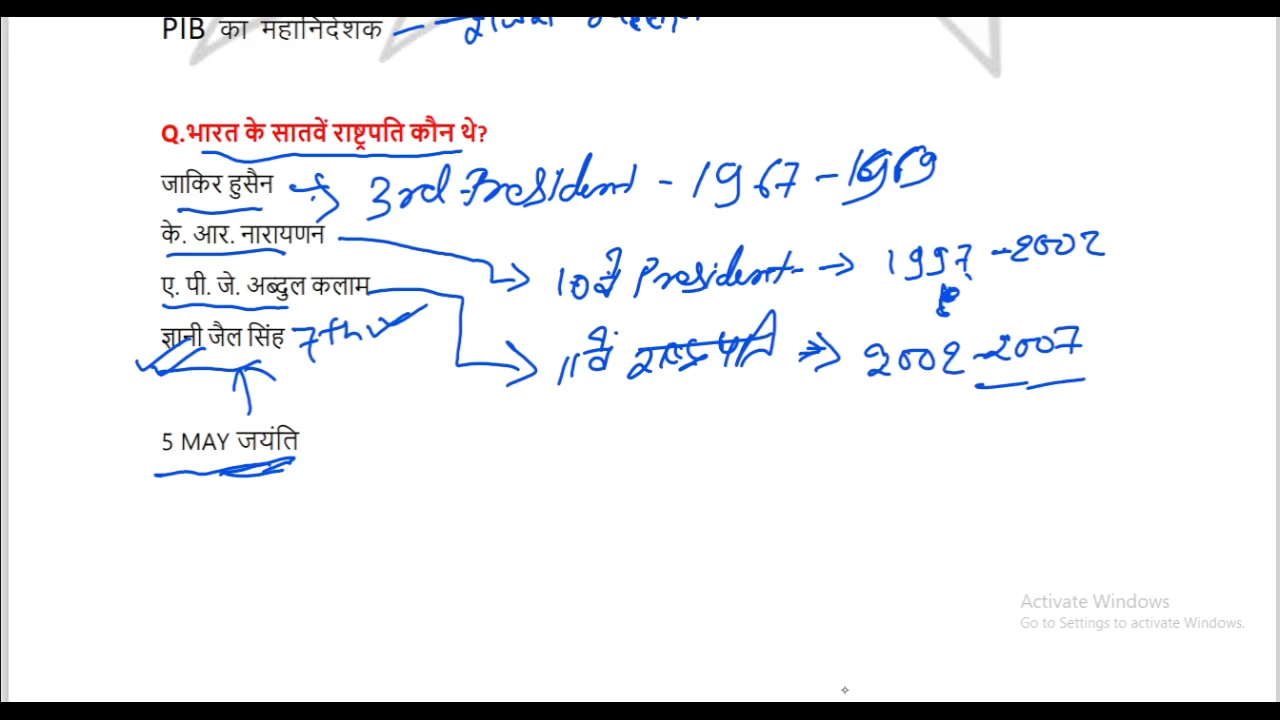 PIB का महानिदेशक –
Q.भारत के सातवें राष्ट्रपति कौन थे?
जाकिर हुसैन → 3rd President - 1967 - 1969
के. आर. नारायणन → 10वें President → 1997 - 2002
ए. पी. जे. अब्दुल कलाम → 11वें राष्ट्रपति → 2002 - 2007
ज्ञानी जैल सिंह 7th
5 MAY जयंति
Activate Windows
Go to Settings to activate Windows.